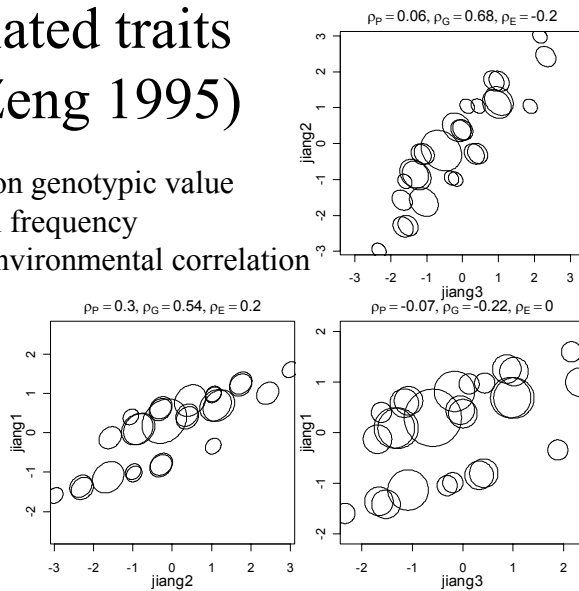 ated traits
eng 1995)
on genotypic value
frequency
nvironmental correlation
ρP = 0.06, ρG = 0.68, ρE = -0.2
jiang2
3
2
1
0
-1
-2
-3
-3 -2 -1 0 1 2 3
jiang3
ρP = 0.3, ρG = 0.54, ρE = 0.2
jiang1
2
1
0
-1
-2
-3 -2 -1 0 1 2 3
jiang2
ρP = -0.07, ρG = -0.22, ρE = 0
jiang1
2
1
0
-1
-2
-2 -1 0 1 2
jiang3